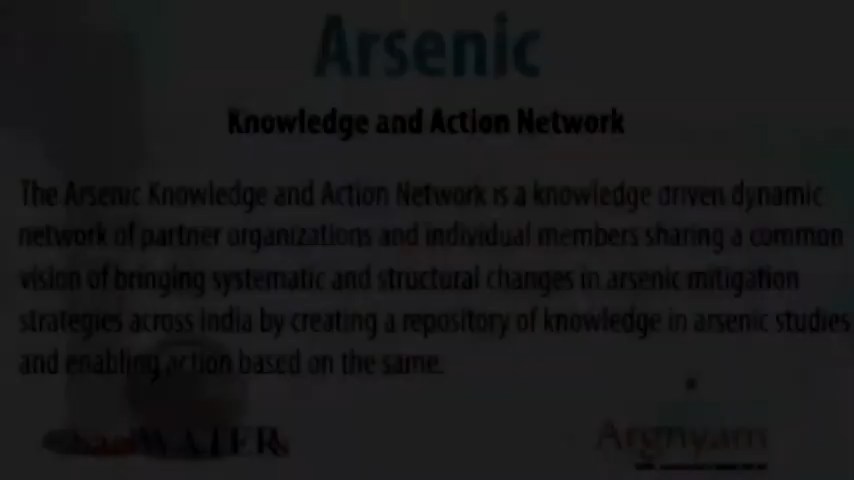 Arsenic
Knowledge and Action Network
The Arsenic Knowledge and Action Network is a knowledge driven dynamic
network of partner organizations and individual members sharing a common
vision of bringing systematic and structural changes in arsenic mitigation
strategies across India by creating a repository of knowledge in arsenic studies
and enabling action based on the same.
Arghyam